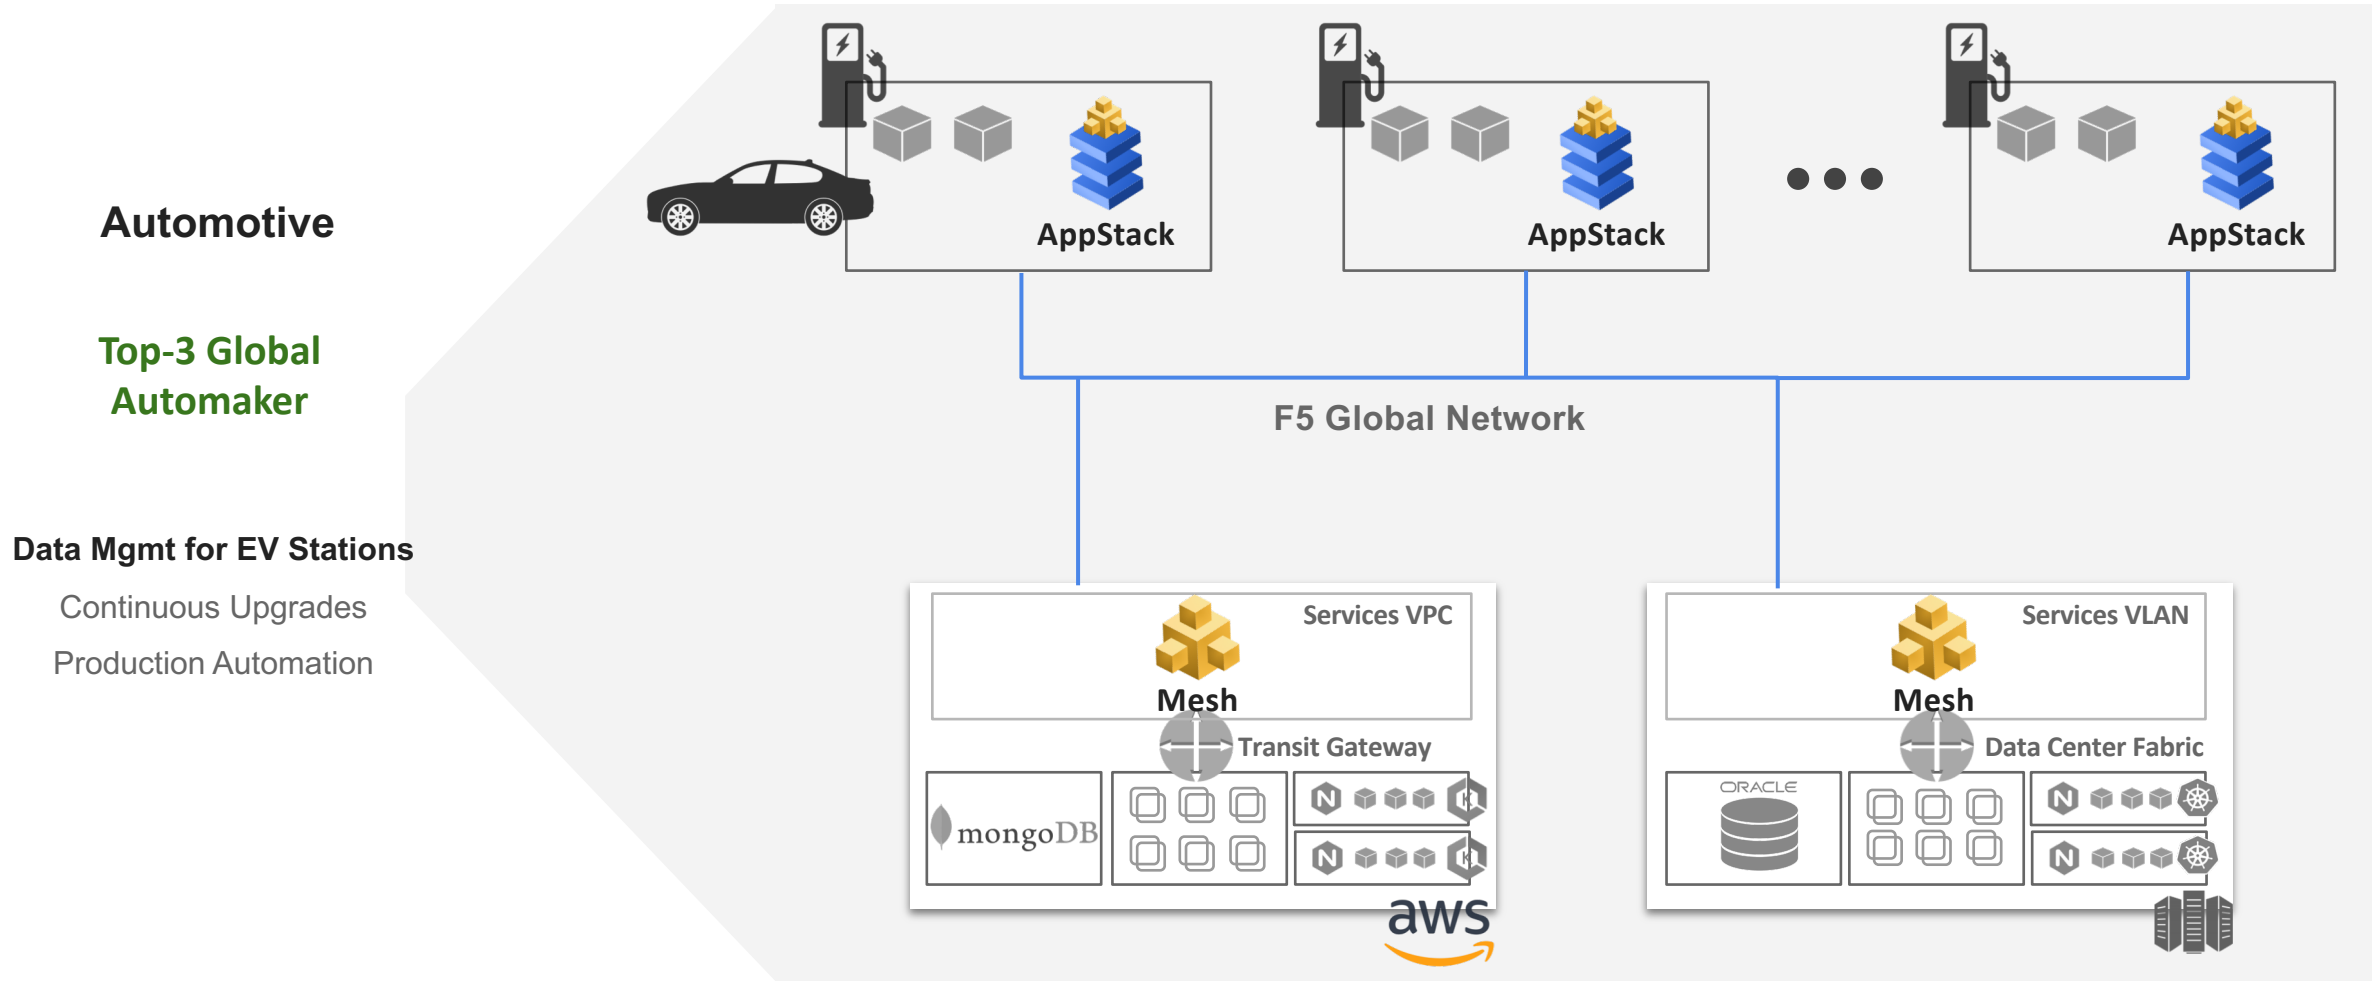 Automotive
Top-3 Global
Automaker
Data Mgmt for EV Stations
Continuous Upgrades
Production Automation
AppStack
AppStack
AppStack
F5 Global Network
Services VPC
Mesh
Transit Gateway
mongoDB
N
K
N
K
aws
Services VLAN
Mesh
Data Center Fabric
ORACLE
N
N